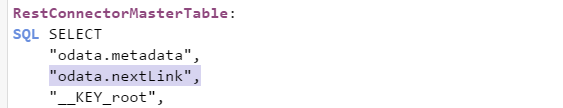 RestConnectorMasterTable:
SQL SELECT
"odata.metadata",
"odata.nextLink",
"__KEY_root",